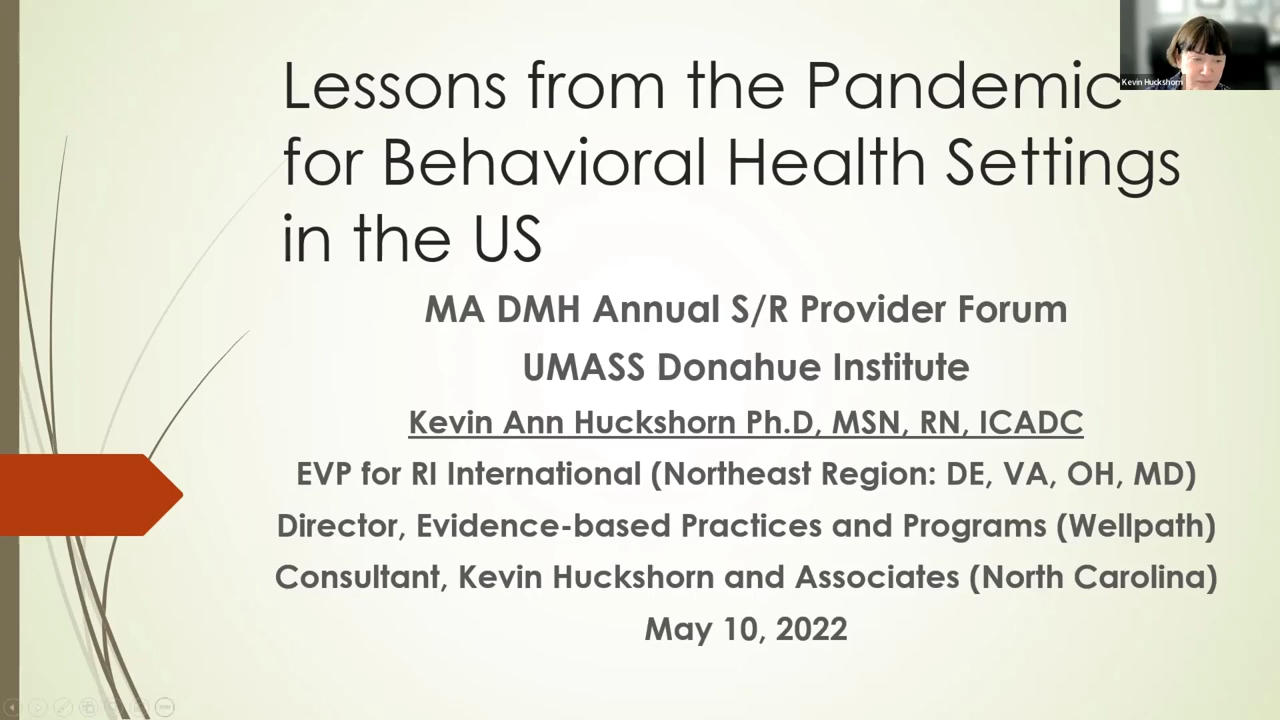 Lessons from the Pandemic
for Behavioral Health Settings
in the US
MA DMH Annual S/R Provider Forum
UMASS Donahue Institute
Kevin Ann Huckshorn Ph.D, MSN, RN, ICADC
EVP for RI International (Northeast Region: DE, VA, OH, MD)
Director, Evidence-based Practices and Programs (Wellpath)
Consultant, Kevin Huckshorn and Associates (North Carolina)
May 10, 2022
Kevin Huckshorn